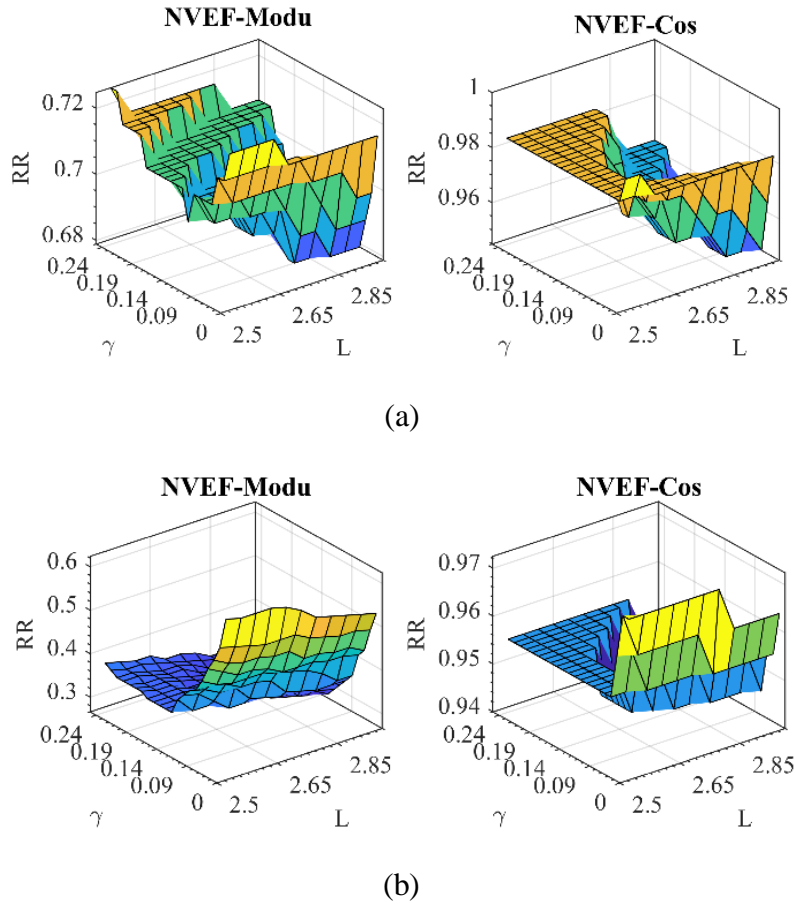 NVEF-Modu
NVEF-Cos
0.72
0.7
0.68
RR
0.24
0.19
0.14
0.09
0
γ
2.5
2.65
2.85
L
1
0.98
0.96
RR
0.24
0.19
0.14
0.09
0
γ
2.5
2.65
2.85
L
(a)
NVEF-Modu
NVEF-Cos
0.6
0.5
0.4
0.3
RR
0.24
0.19
0.14
0.09
0
γ
2.5
2.65
2.85
L
0.97
0.96
0.95
0.94
RR
0.24
0.19
0.14
0.09
0
γ
2.5
2.65
2.85
L
(b)